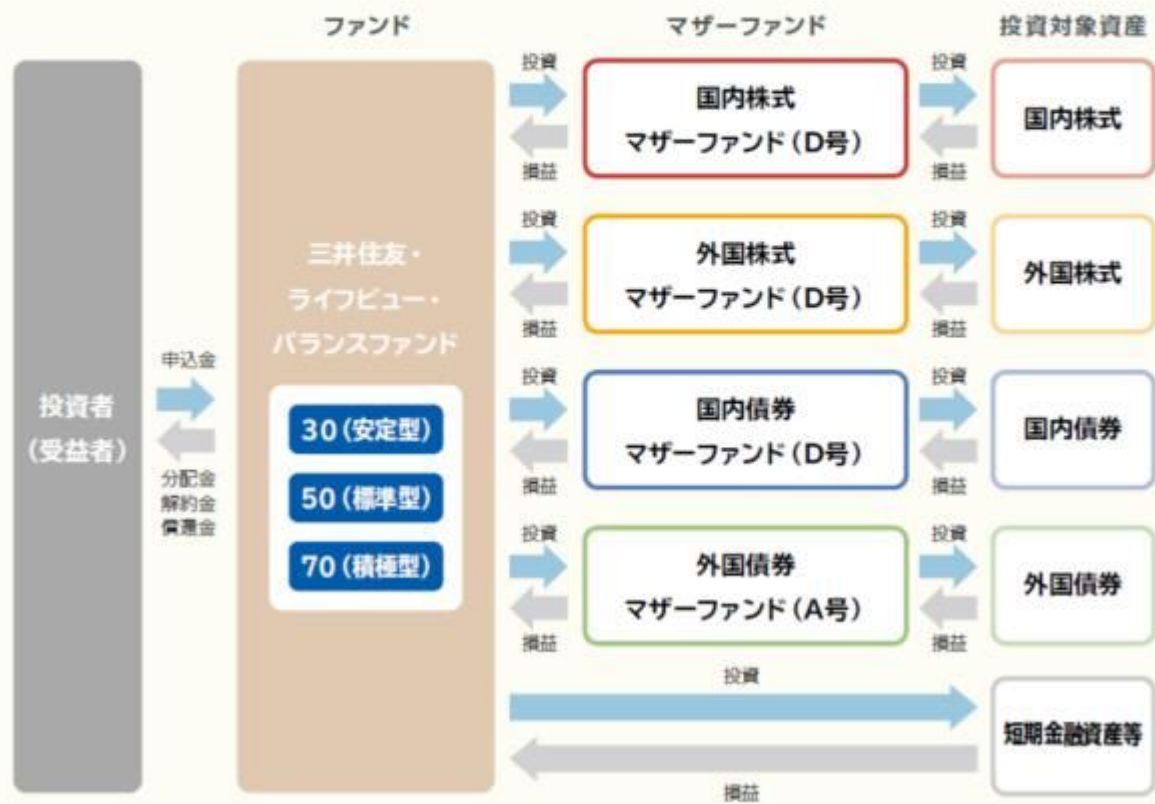 ファンド
マザーファンド
投資対象資産
投資者
(受益者)
申込金
分配金
解約金
償還金
三井住友・
ライフビュー・
バランスファンド
30(安定型)
50(標準型)
70(積極型)
投資
損益
国内株式
マザーファンド(D号)
投資
損益
国内株式
投資
損益
外国株式
マザーファンド(D号)
投資
損益
外国株式
投資
損益
国内債券
マザーファンド(D号)
投資
損益
国内債券
投資
損益
外国債券
マザーファンド(A号)
投資
損益
外国債券
投資
損益
短期金融資産等